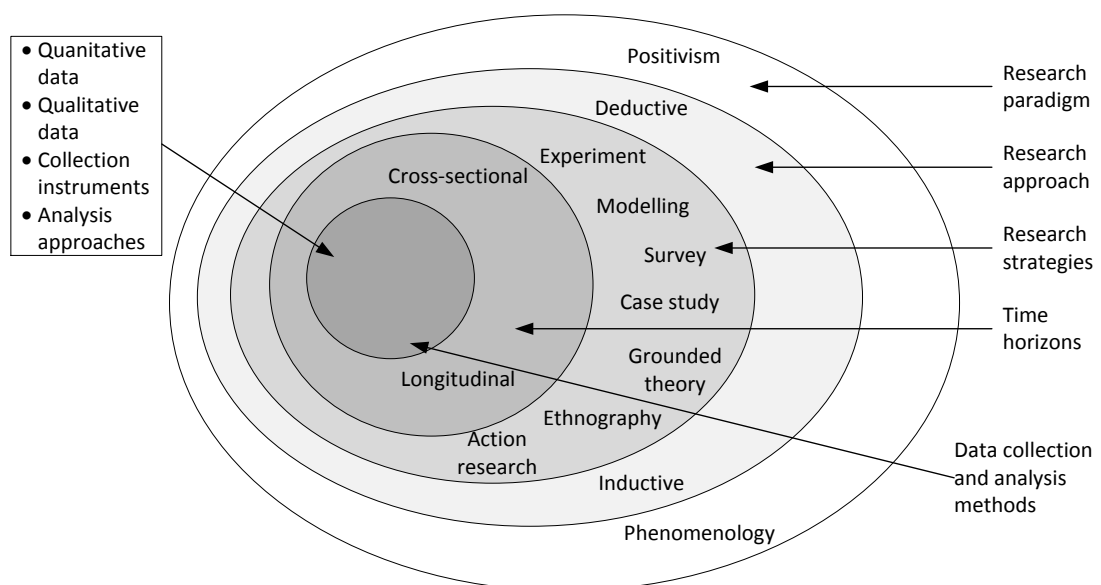 • Quanitative
data
• Qualitative
data
• Collection
instruments
• Analysis
approaches
Positivism
Deductive
Experiment
Cross-sectional
Modelling
Survey
Case study
Grounded
theory
Longitudinal
Ethnography
Action
research
Inductive
Phenomenology
Research
paradigm
Research
approach
Research
strategies
Time
horizons
Data collection
and analysis
methods